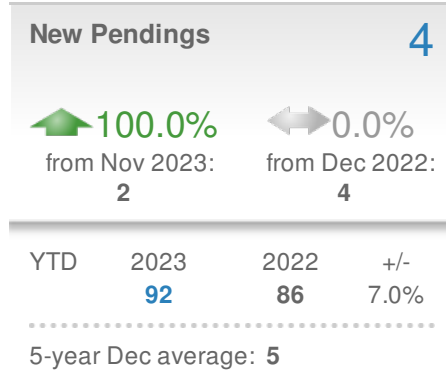 New Pendings 4
100.0% 0.0%
from Nov 2023: from Dec 2022:
2 4
YTD 2023 2022 +/-
92 86 7.0%
5-year Dec average: 5